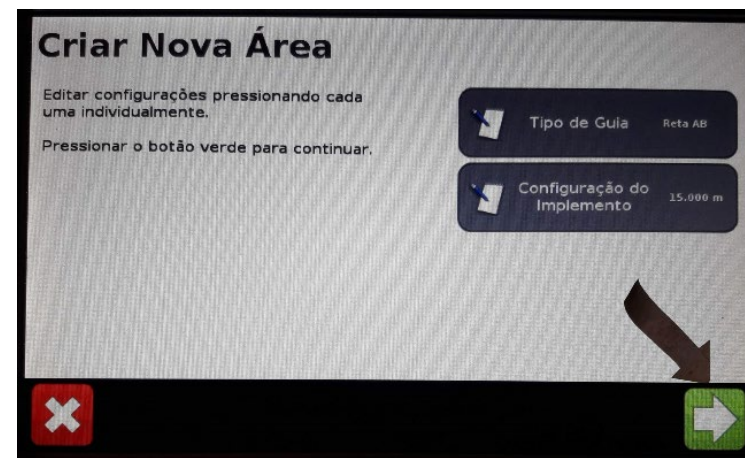 Criar Nova Área
Editar configurações pressionando cada
uma individualmente.
Pressionar o botão verde para continuar.
Tipo de Guia
Reta AB
Configuração do
Implemento
15.000 m